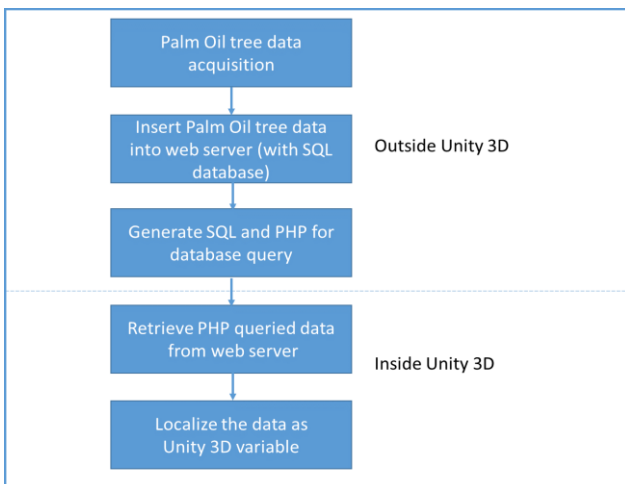 Palm Oil tree data
acquisition
Insert Palm Oil tree data
into web server (with SQL
database)
Outside Unity 3D
Generate SQL and PHP for
database query
Retrieve PHP queried data
from web server
Inside Unity 3D
Localize the data as
Unity 3D variable